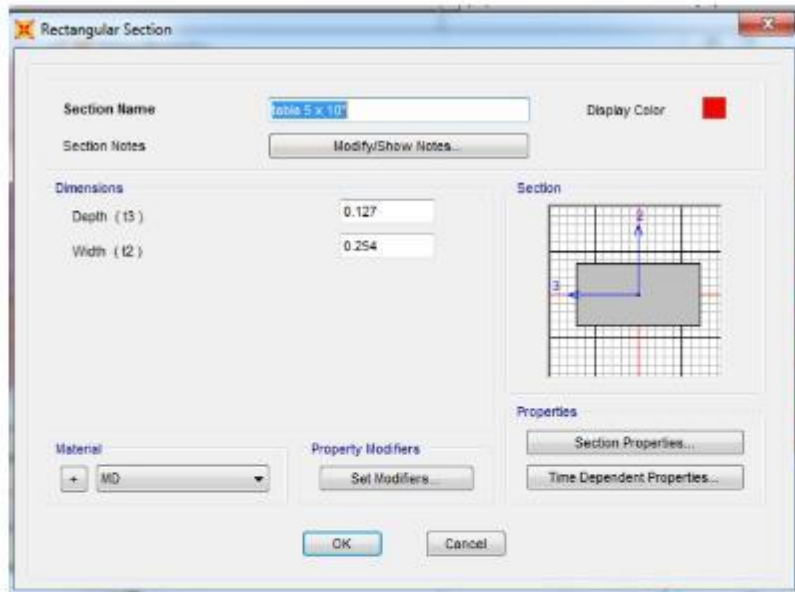 Rectangular Section
Section Name
tabla 5 x 10"
Display Color
Section Notes
Modify/Show Notes...
Dimensions
Depth ( t3 )
0.127
Width ( t2 )
0.254
Section
2
3
Properties
Section Properties...
Time Dependent Properties...
Material
+
MD
Property Modifiers
Set Modifiers...
OK
Cancel